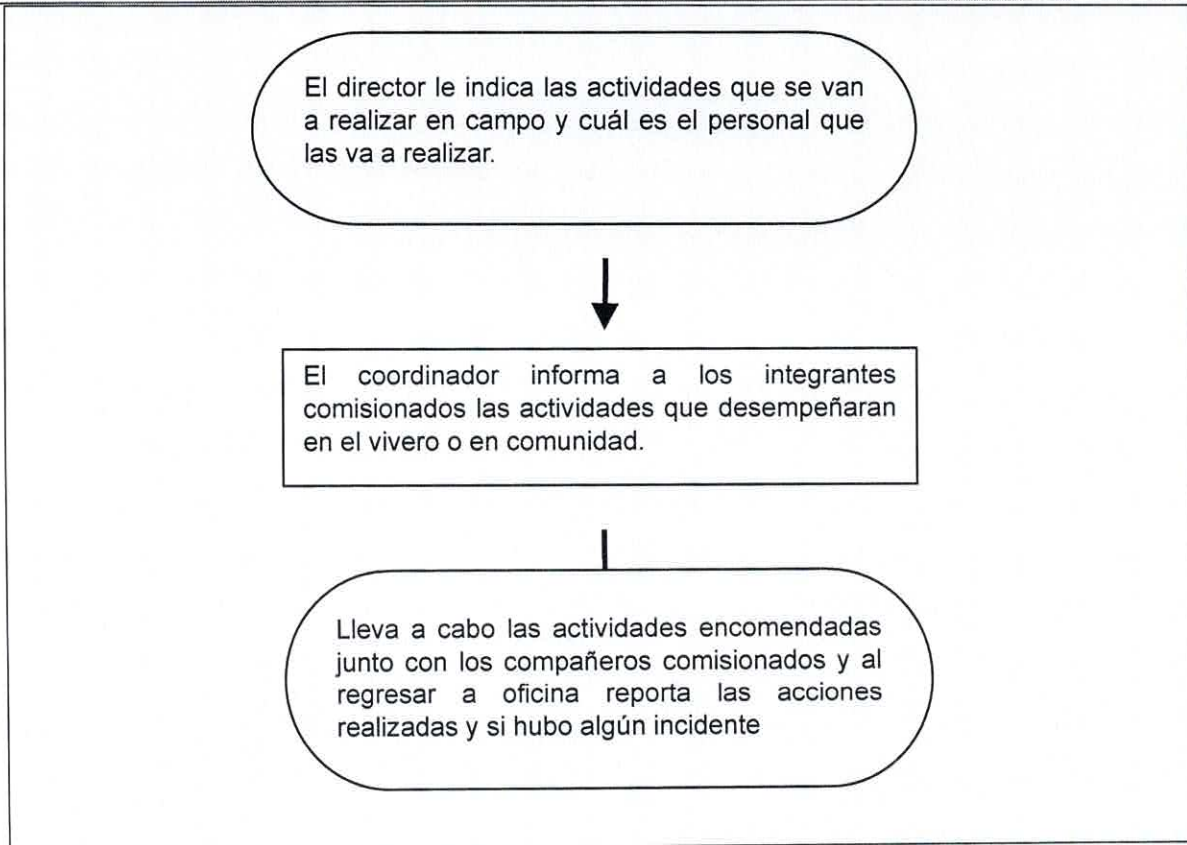 El director le indica las actividades que se van
a realizar en campo y cuál es el personal que
las va a realizar.
El coordinador informa a los integrantes
comisionados las actividades que desempeñaran
en el vivero o en comunidad.
Lleva a cabo las actividades encomendadas
junto con los compañeros comisionados y al
regresar a oficina reporta las acciones
realizadas y si hubo algún incidente